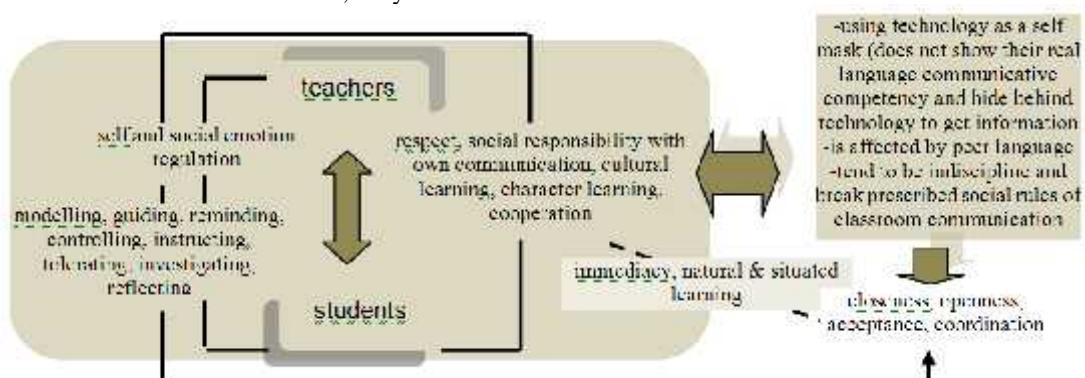 teachers
self and social emotion
regulation
modelling, guiding, reminding,
controlling, instructing,
tolerating, investigating,
reflecting
students
respect, social responsibility with
own communication, cultural
learning, character learning,
cooperation
immediacy, natural & situated
learning
-using technology as a self
mask (does not show their real
language communicative
competency and hide behind
technology to get information
-is affected by peer language
-tend to be indiscipline and
break prescribed social rules of
classroom communication
closeness, openness,
acceptance, coordination